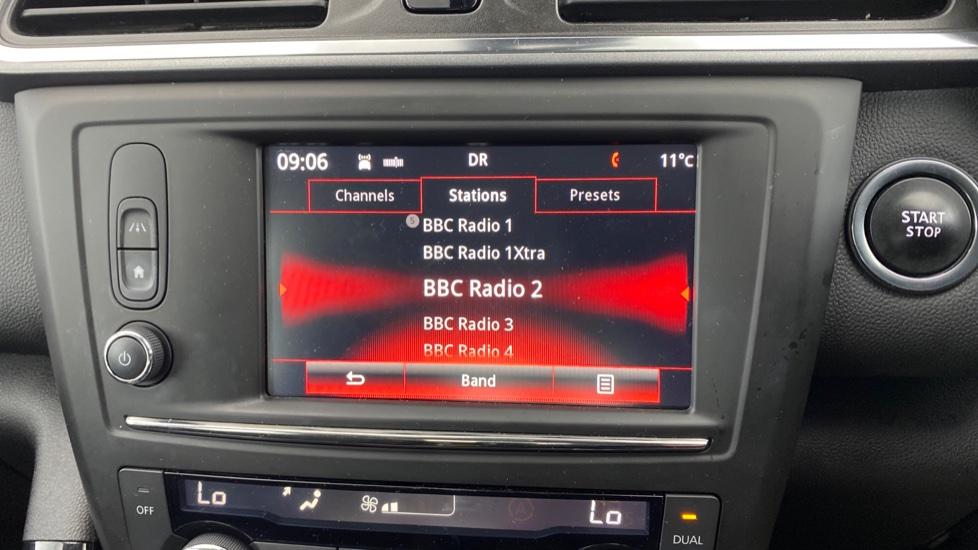 09:06 DR 11°c
Channels Stations Presets
S BBC Radio 1
BBC Radio 1Xtra
BBC Radio 2
BBC Radio 3
BBC Radio 4
Band
START
STOP
OFF Lo Lo DUAL